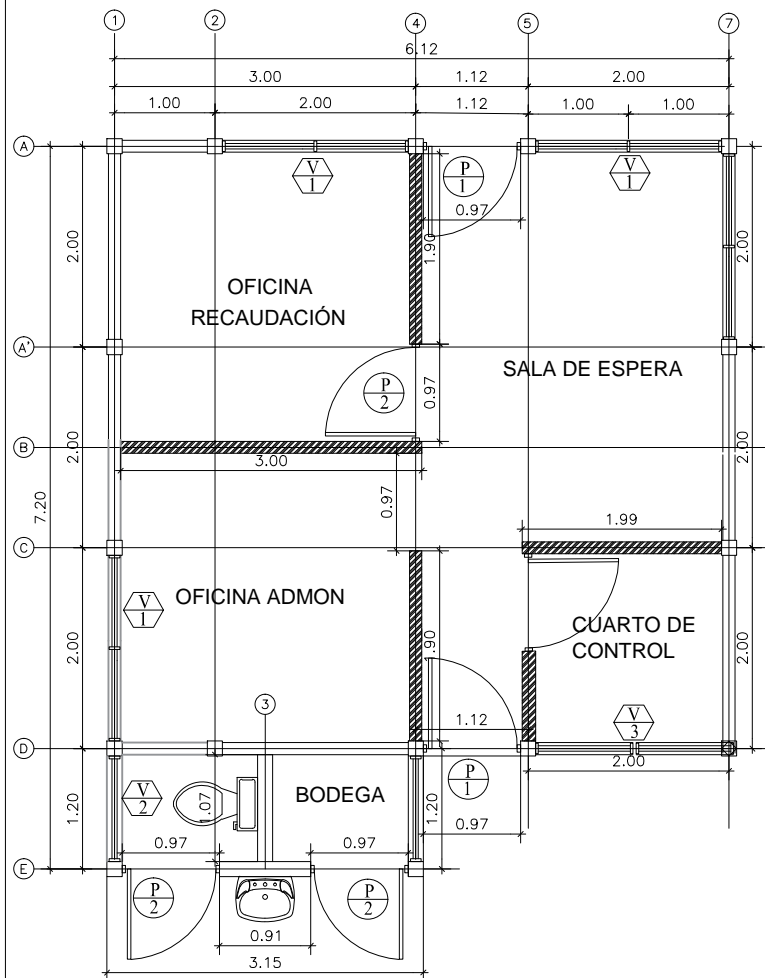 1 2 4 5 7
6.12
3.00 1.12 2.00
1.00 2.00 1.12 1.00 1.00
A
V
1
P
1
V
1
0.97
2.00
1.90
2.00
OFICINA
RECAUDACIÓN
A'
SALA DE ESPERA
P
2
0.97
B
3.00
2.00
0.97
2.00
7.20
1.99
C
OFICINA ADMON
V
1
CUARTO DE
CONTROL
2.00
1.90
2.00
3
1.12
V
3
D
2.00
P
1
V
2
1.07
BODEGA
1.20
1.20
0.97
0.97
0.97
E
P
2
P
2
0.91
3.15